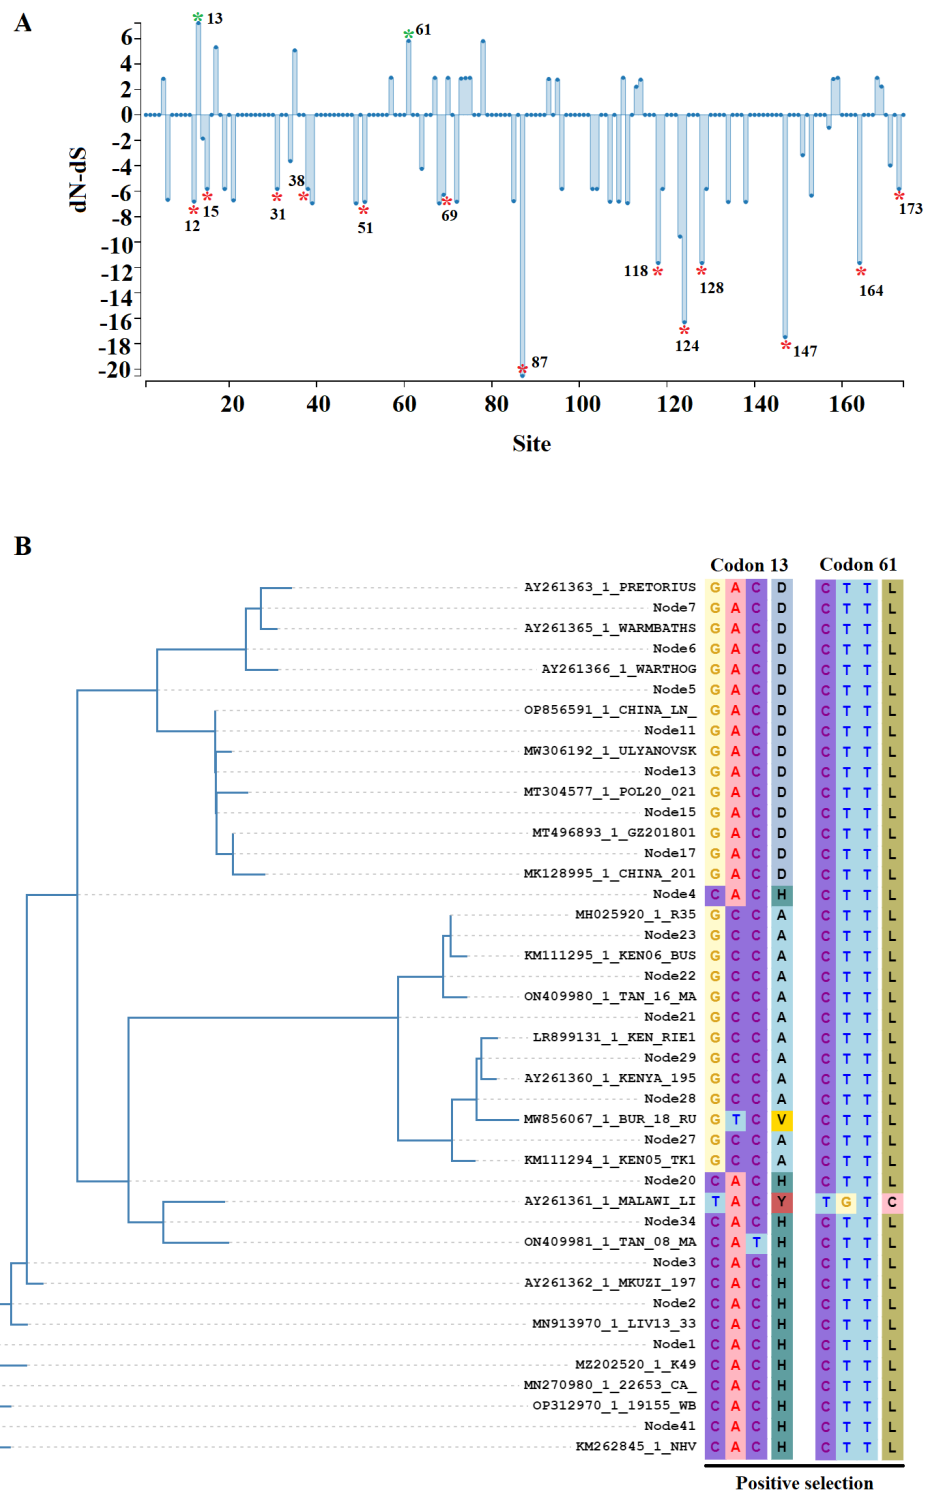 A
dN-dS
6
4
2
0
-2
-4
-6
-8
-10
-12
-14
-16
-18
-20
* 13
* 61
* 12
* 15
* 31
38 *
* 51
* 69
* 87
118 *
* 124
* 128
* 147
* 164
* 173
20 40 60 80 100 120 140 160
Site
B
Codon 13 Codon 61
AY261363_1_PRETORIUS G A C D C T T L
Node7 G A C D C T T L
AY261365_1_WARMBATHS G A C D C T T L
Node6 G A C D C T T L
AY261366_1_WARTHOG G A C D C T T L
Node5 G A C D C T T L
OP856591_1_CHINA_LN_ G A C D C T T L
Node11 G A C D C T T L
MW306192_1_ULYANOVSK G A C D C T T L
Node13 G A C D C T T L
MT304577_1_POL20_021 G A C D C T T L
Node15 G A C D C T T L
MT496893_1_GZ201801 G A C D C T T L
Node17 G A C D C T T L
MK128995_1_CHINA_201 G A C D C T T L
Node4 C A C H C T T L
MH025920_1_R35 G C C A C T T L
Node23 G C C A C T T L
KM111295_1_KEN06_BUS G C C A C T T L
Node22 G C C A C T T L
ON409980_1_TAN_16_MA G C C A C T T L
Node21 G C C A C T T L
LR899131_1_KEN_RIE1 G C C A C T T L
Node29 G C C A C T T L
AY261360_1_KENYA_195 G C C A C T T L
Node28 G C C A C T T L
MW856067_1_BUR_18_RU G T C V C T T L
Node27 G C C A C T T L
KM111294_1_KEN05_TK1 G C C A C T T L
Node20 C A C H C T T L
AY261361_1_MALAWI_LI T A C Y T G T C
Node34 C A C H C T T L
ON409981_1_TAN_08_MA C A T H C T T L
Node3 C A C H C T T L
AY261362_1_MKUZI_197 C A C H C T T L
Node2 C A C H C T T L
MN913970_1_LIV13_33 C A C H C T T L
Node1 C A C H C T T L
MZ202520_1_K49 C A C H C T T L
MN270980_1_22653_CA_ C A C H C T T L
OP312970_1_19155_WB C A C H C T T L
Node41 C A C H C T T L
KM262845_1_NHV C A C H C T T L
Positive selection